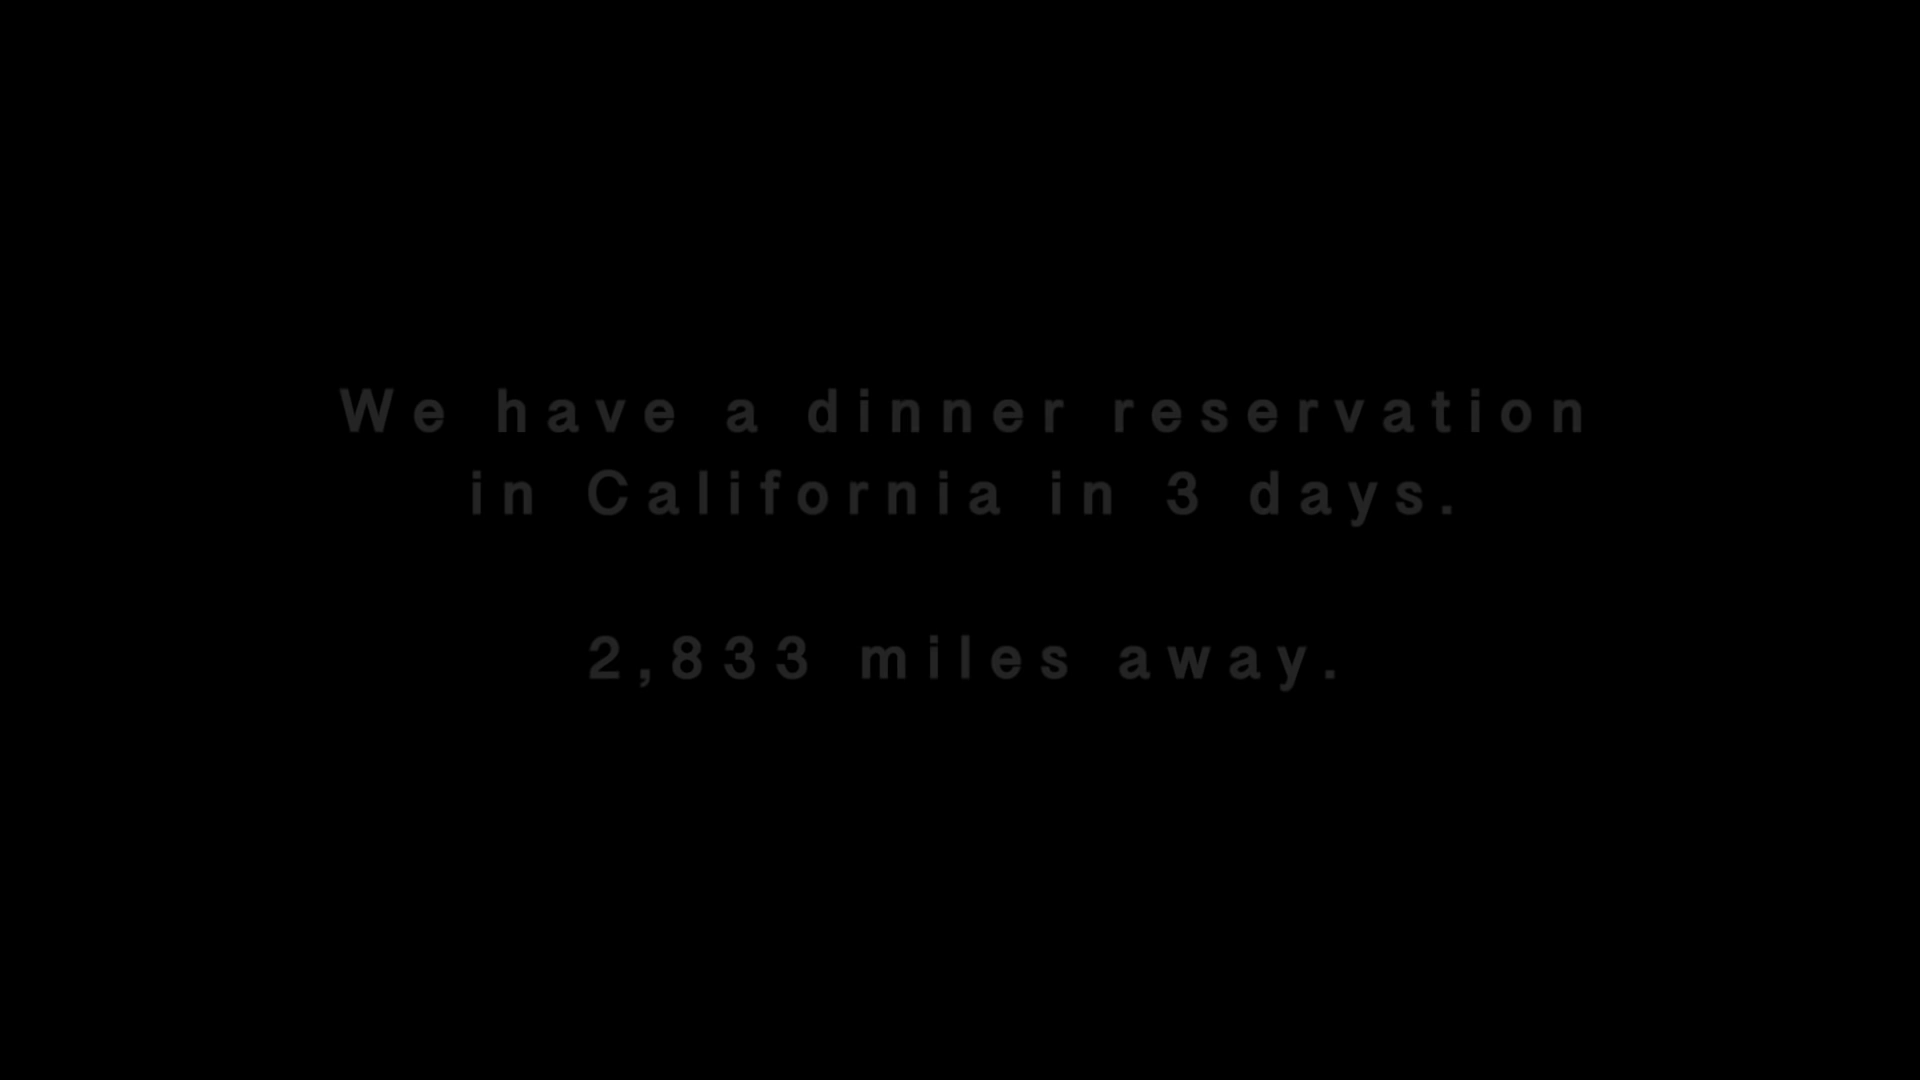 We have a dinner reservation
in California in 3 days.
2,833 miles away.